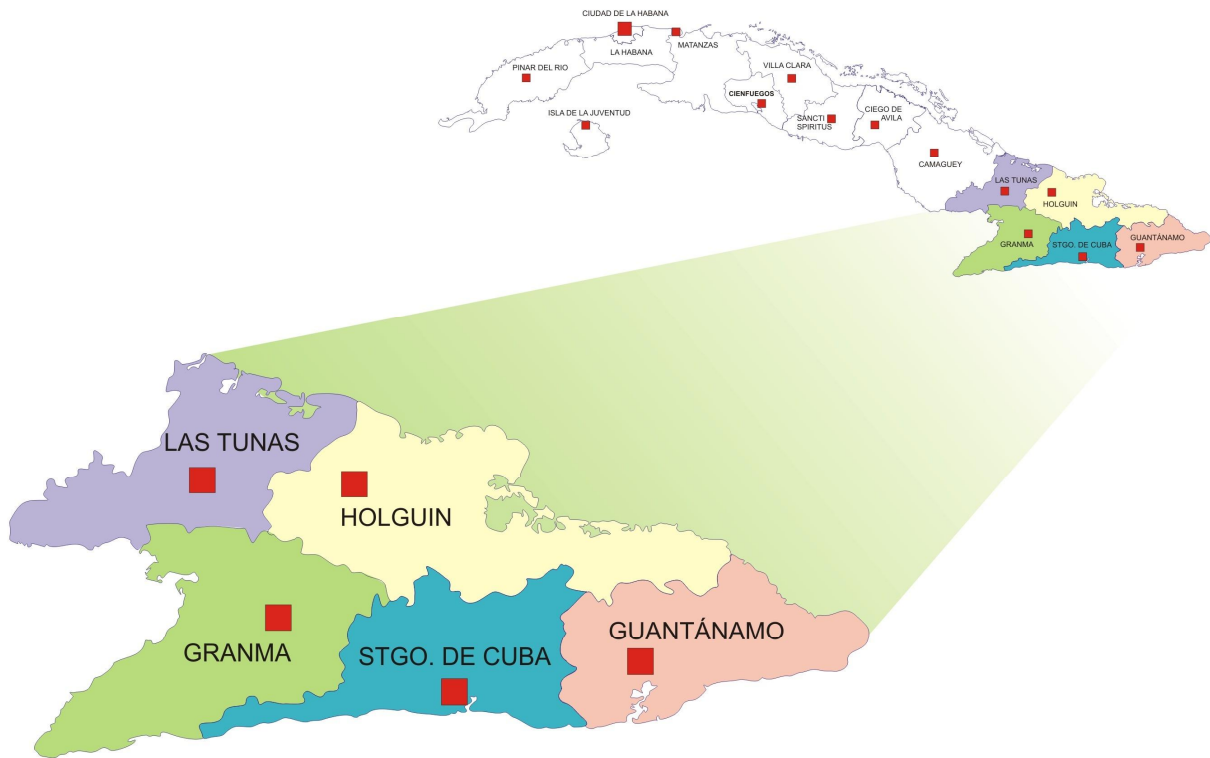 CIUDAD DE LA HABANA
LA HABANA
MATANZAS
PINAR DEL RIO
VILLA CLARA
CIENFUEGOS
ISLA DE LA JUVENTUD
SANCTI
SPIRITUS
CIEGO DE
AVILA
CAMAGUEY
LAS TUNAS
HOLGUIN
GRANMA
STGO. DE CUBA
GUANTÁNAMO
LAS TUNAS
HOLGUIN
GRANMA
STGO. DE CUBA
GUANTÁNAMO